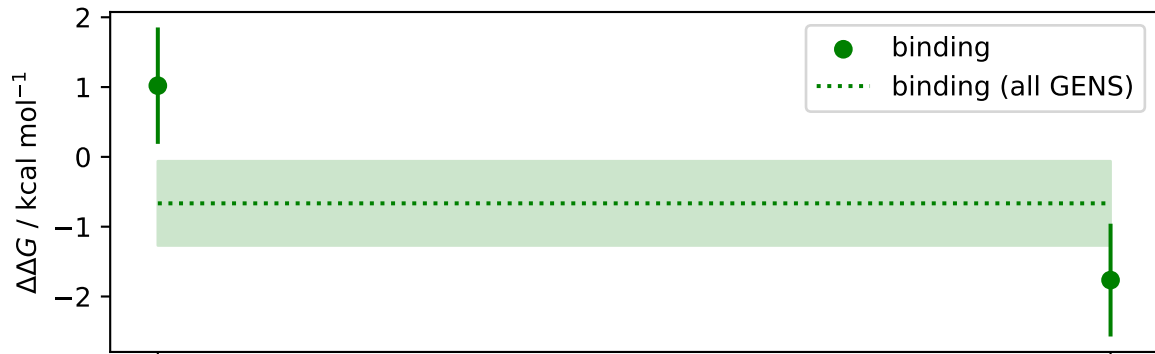 2
1
0
−1
−2
ΔΔG / kcal mol⁻¹
binding
binding (all GENS)